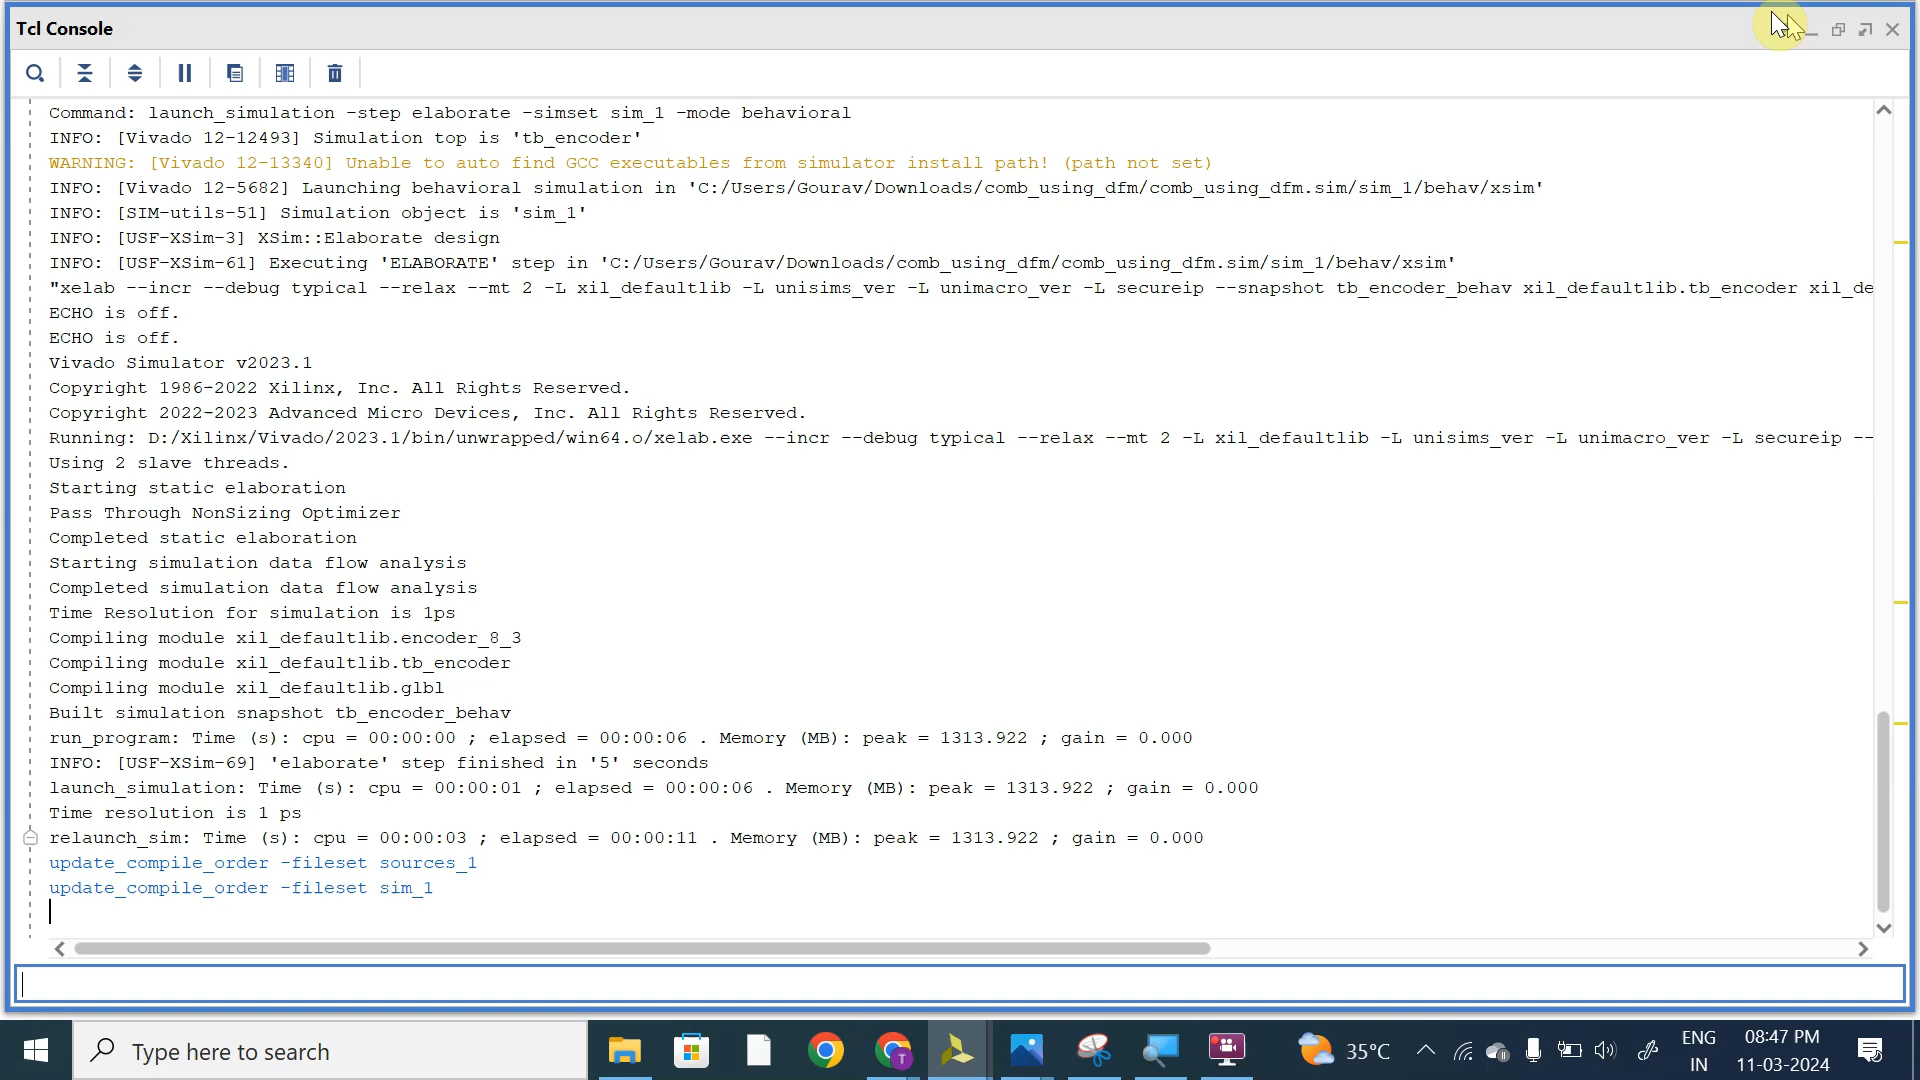 Tcl Console
Command: launch_simulation -step elaborate -simset sim_1 -mode behavioral
INFO: [Vivado 12-12493] Simulation top is 'tb_encoder'
WARNING: [Vivado 12-13340] Unable to auto find GCC executables from simulator install path! (path not set)
INFO: [Vivado 12-5682] Launching behavioral simulation in 'C:/Users/Gourav/Downloads/comb_using_dfm/comb_using_dfm.sim/sim_1/behav/xsim'
INFO: [SIM-utils-51] Simulation object is 'sim_1'
INFO: [USF-XSim-3] XSim::Elaborate design
INFO: [USF-XSim-61] Executing 'ELABORATE' step in 'C:/Users/Gourav/Downloads/comb_using_dfm/comb_using_dfm.sim/sim_1/behav/xsim'
"xelab --incr --debug typical --relax --mt 2 -L xil_defaultlib -L unisims_ver -L unimacro_ver -L secureip --snapshot tb_encoder_behav xil_defaultlib.tb_encoder xil_de
ECHO is off.
ECHO is off.
Vivado Simulator v2023.1
Copyright 1986-2022 Xilinx, Inc. All Rights Reserved.
Copyright 2022-2023 Advanced Micro Devices, Inc. All Rights Reserved.
Running: D:/Xilinx/Vivado/2023.1/bin/unwrapped/win64.o/xelab.exe --incr --debug typical --relax --mt 2 -L xil_defaultlib -L unisims_ver -L unimacro_ver -L secureip --
Using 2 slave threads.
Starting static elaboration
Pass Through NonSizing Optimizer
Completed static elaboration
Starting simulation data flow analysis
Completed simulation data flow analysis
Time Resolution for simulation is 1ps
Compiling module xil_defaultlib.encoder_8_3
Compiling module xil_defaultlib.tb_encoder
Compiling module xil_defaultlib.glbl
Built simulation snapshot tb_encoder_behav
run_program: Time (s): cpu = 00:00:00 ; elapsed = 00:00:06 . Memory (MB): peak = 1313.922 ; gain = 0.000
INFO: [USF-XSim-69] 'elaborate' step finished in '5' seconds
launch_simulation: Time (s): cpu = 00:00:01 ; elapsed = 00:00:06 . Memory (MB): peak = 1313.922 ; gain = 0.000
Time resolution is 1 ps
relaunch_sim: Time (s): cpu = 00:00:03 ; elapsed = 00:00:11 . Memory (MB): peak = 1313.922 ; gain = 0.000
update_compile_order -fileset sources_1
update_compile_order -fileset sim_1
Type here to search
T
35°C
ENG
IN
08:47 PM
11-03-2024